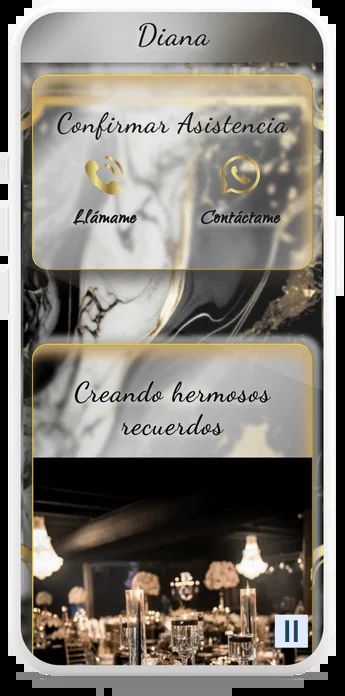 Diana
Confirmar Asistencia
Llámame
Contáctame
Creando hermosos
recuerdos